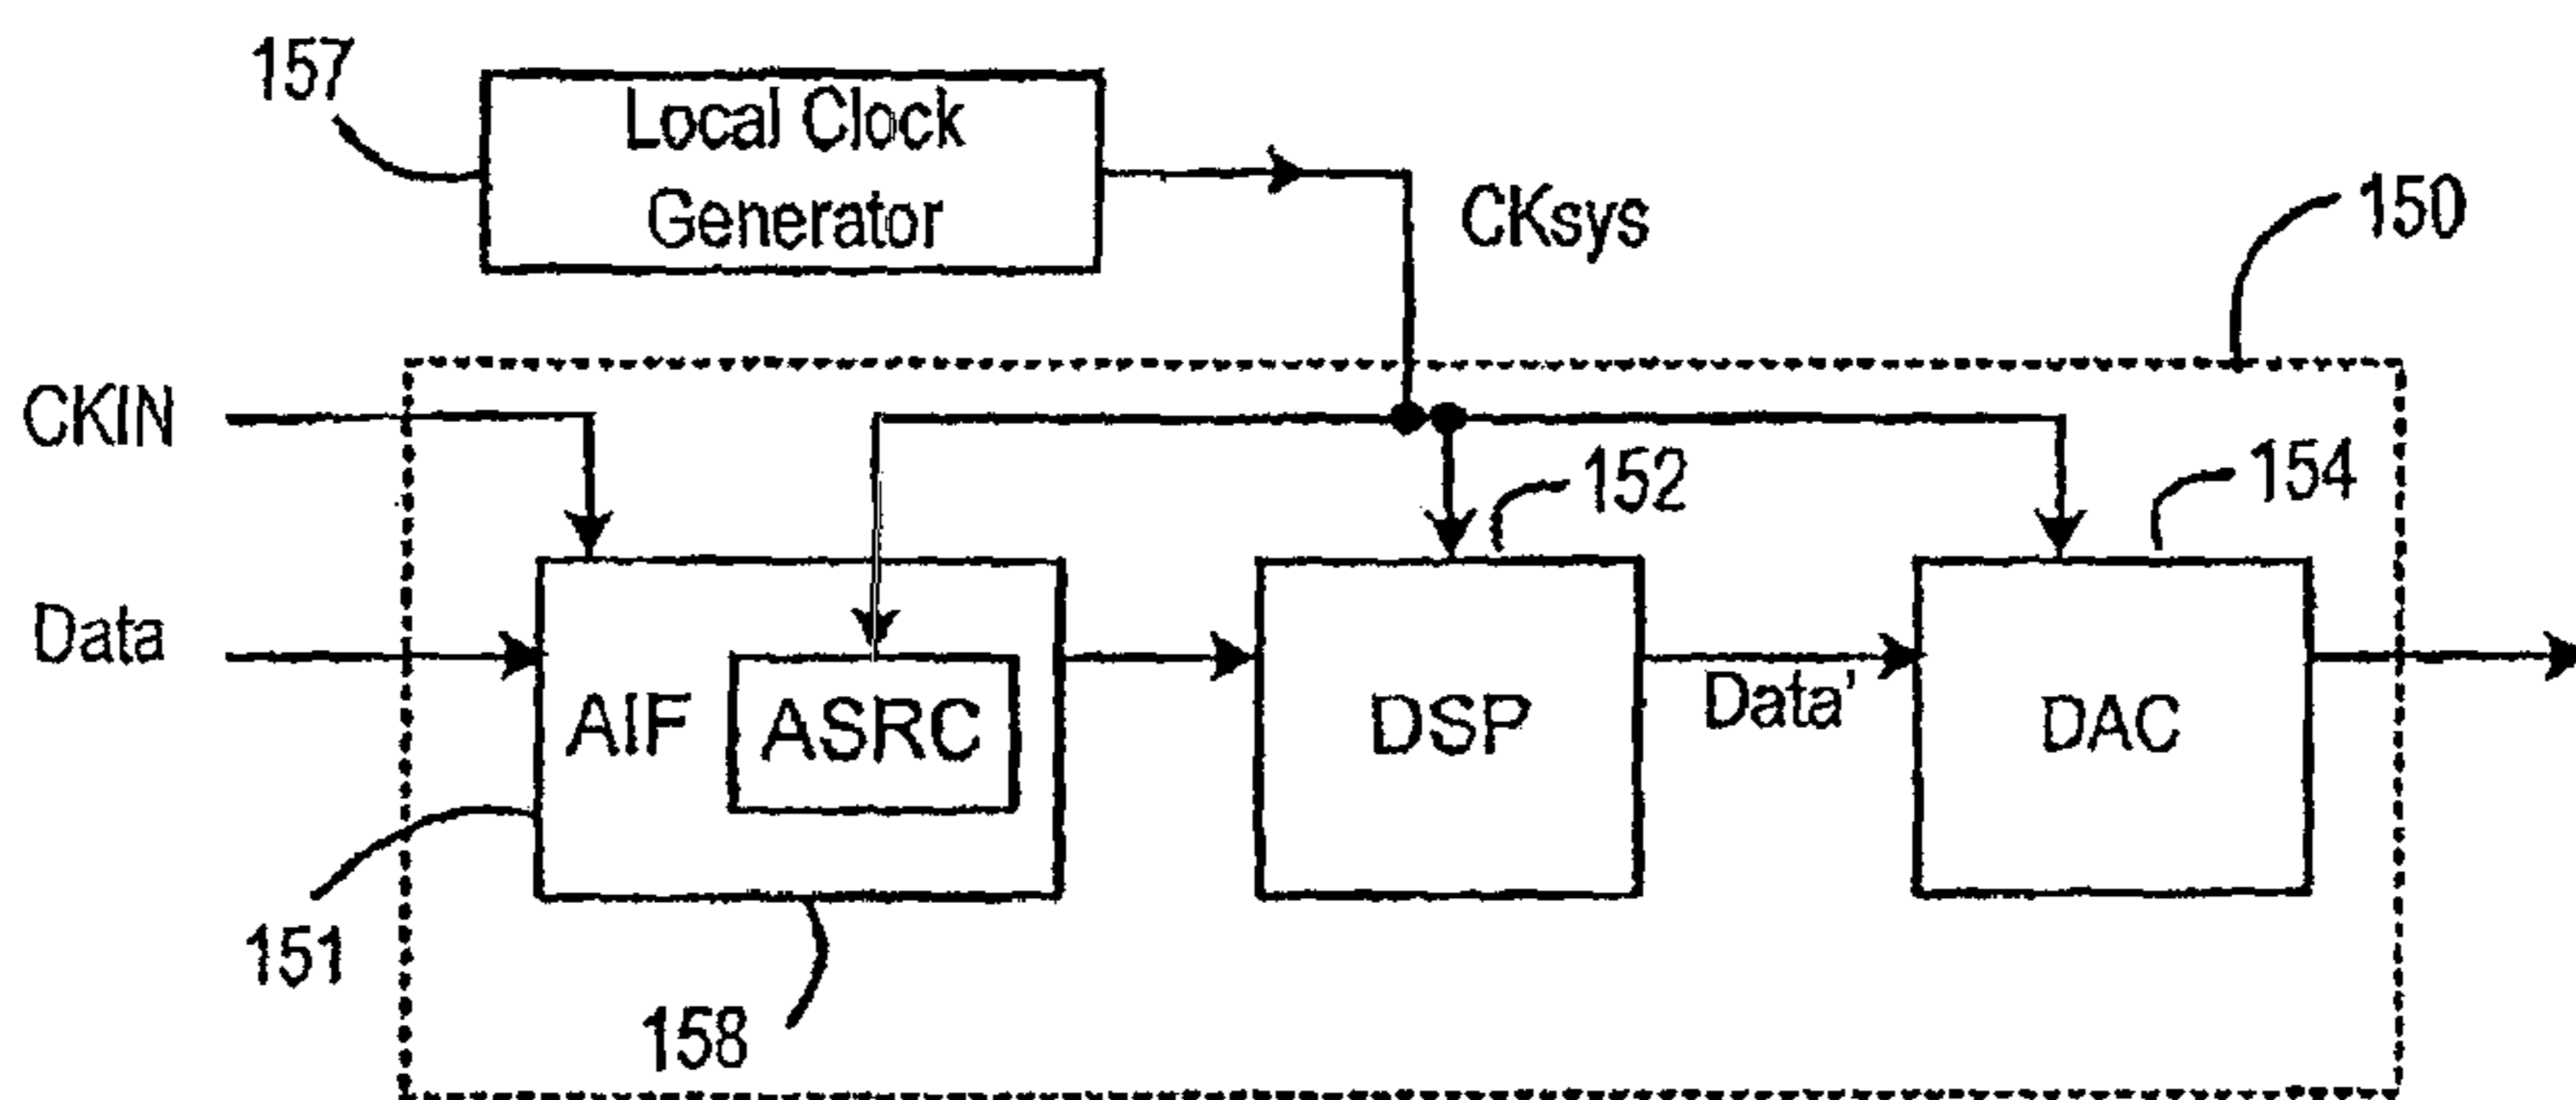 157
Local Clock
Generator
CKsys
150
CKIN
152
154
Data
AIF
ASRC
DSP
Data'
DAC
151
158